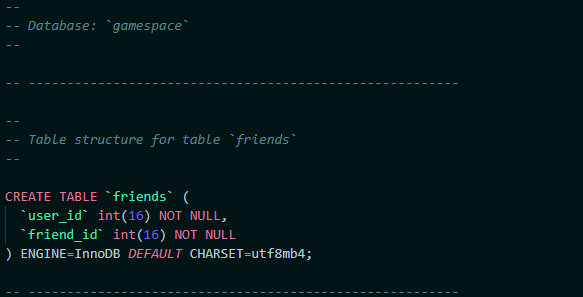 --
-- Database: `gamespace`
--
-- --------------------------------------------------------
--
-- Table structure for table `friends`
--
CREATE TABLE `friends` (
  `user_id` int(16) NOT NULL,
  `friend_id` int(16) NOT NULL
) ENGINE=InnoDB DEFAULT CHARSET=utf8mb4;
-- --------------------------------------------------------